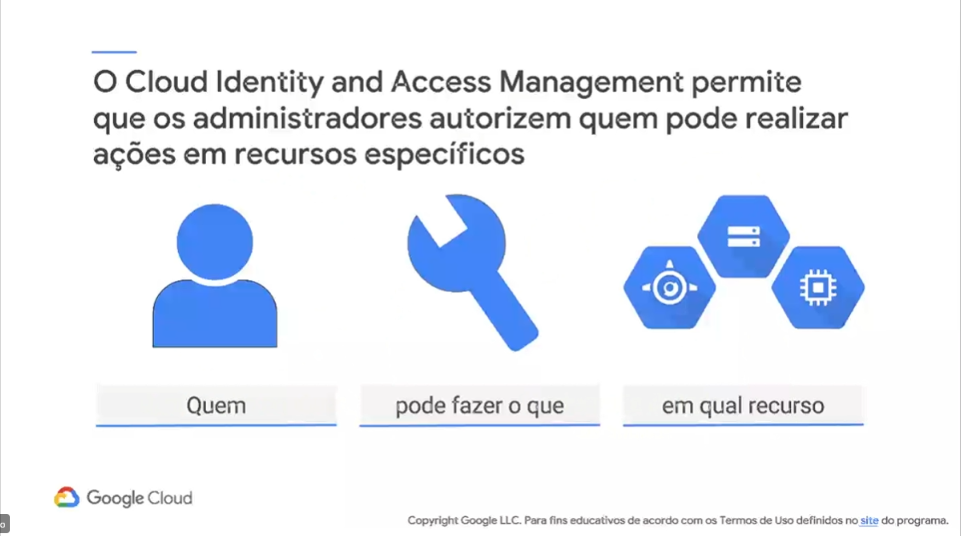 O Cloud Identity and Access Management permite
que os administradores autorizem quem pode realizar
ações em recursos específicos
Quem
pode fazer o que
em qual recurso
Google Cloud
Copyright Google LLC. Para fins educativos de acordo com os Termos de Uso definidos no site do programa.
o